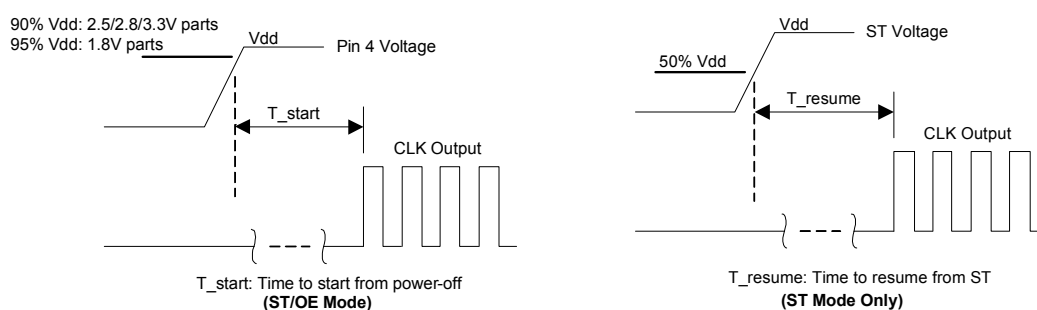 90% Vdd: 2.5/2.8/3.3V parts
95% Vdd: 1.8V parts
Vdd
Pin 4 Voltage
T_start
CLK Output
T_start: Time to start from power-off
(ST/OE Mode)
Vdd
ST Voltage
50% Vdd
T_resume
CLK Output
T_resume: Time to resume from ST
(ST Mode Only)